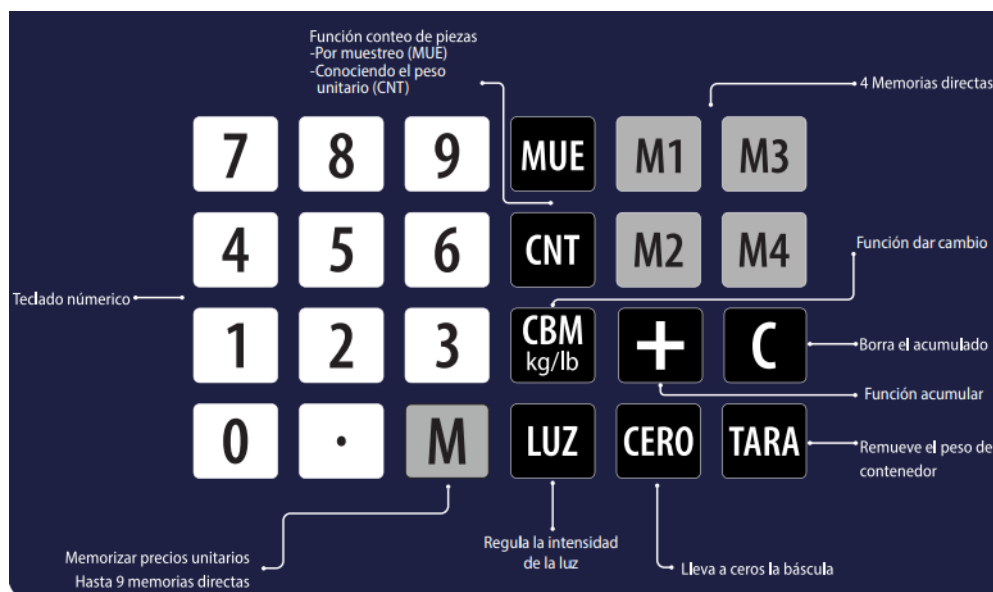 Función conteo de piezas
-Por muestreo (MUE)
-Conociendo el peso
unitario (CNT)
4 Memorias directas
7 8 9 MUE M1 M3
4 5 6 CNT M2 M4
Función dar cambio
Teclado númerico
1 2 3 CBM + C
kg/lb
Borra el acumulado
Función acumular
0 . M LUZ CERO TARA
Remueve el peso de
contenedor
Memorizar precios unitarios
Hasta 9 memorias directas
Regula la intensidad
de la luz
Lleva a ceros la báscula